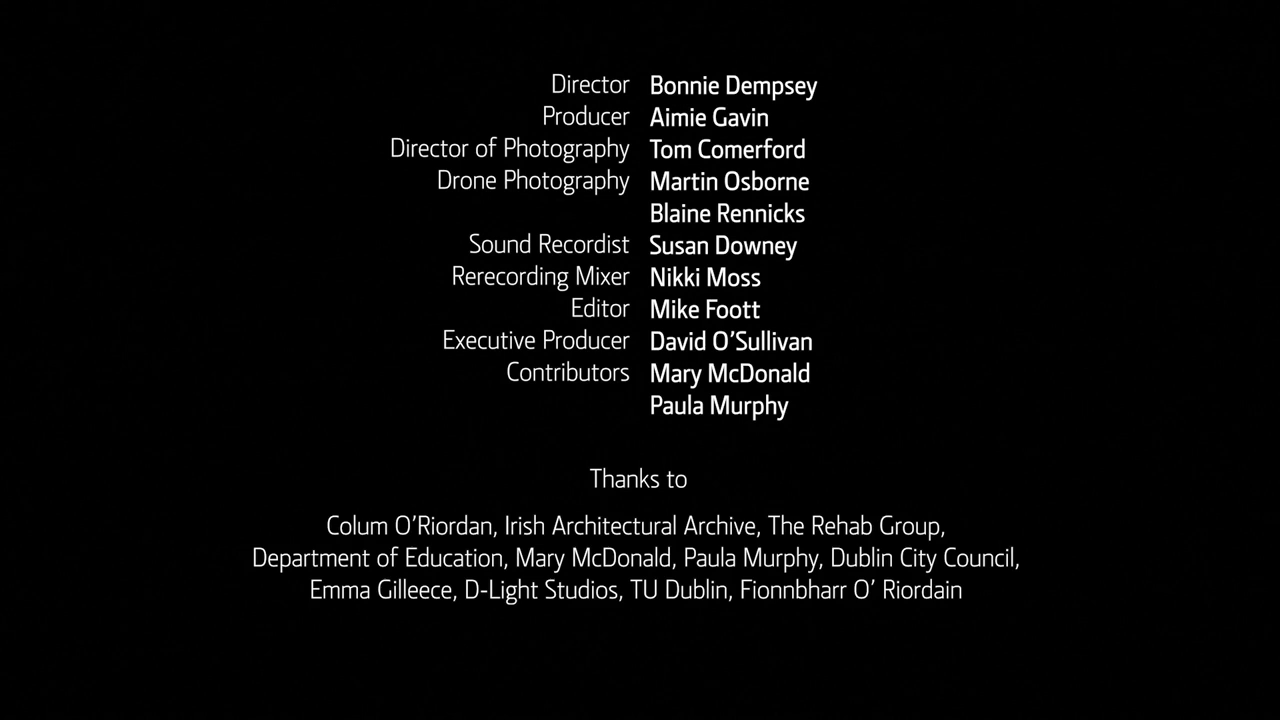 Director Bonnie Dempsey
Producer Aimie Gavin
Director of Photography Tom Comerford
Drone Photography Martin Osborne
Blaine Rennicks
Sound Recordist Susan Downey
Rerecording Mixer Nikki Moss
Editor Mike Foott
Executive Producer David O'Sullivan
Contributors Mary McDonald
Paula Murphy
Thanks to
Colum O'Riordan, Irish Architectural Archive, The Rehab Group,
Department of Education, Mary McDonald, Paula Murphy, Dublin City Council,
Emma Gilleece, D-Light Studios, TU Dublin, Fionnbharr O' Riordain